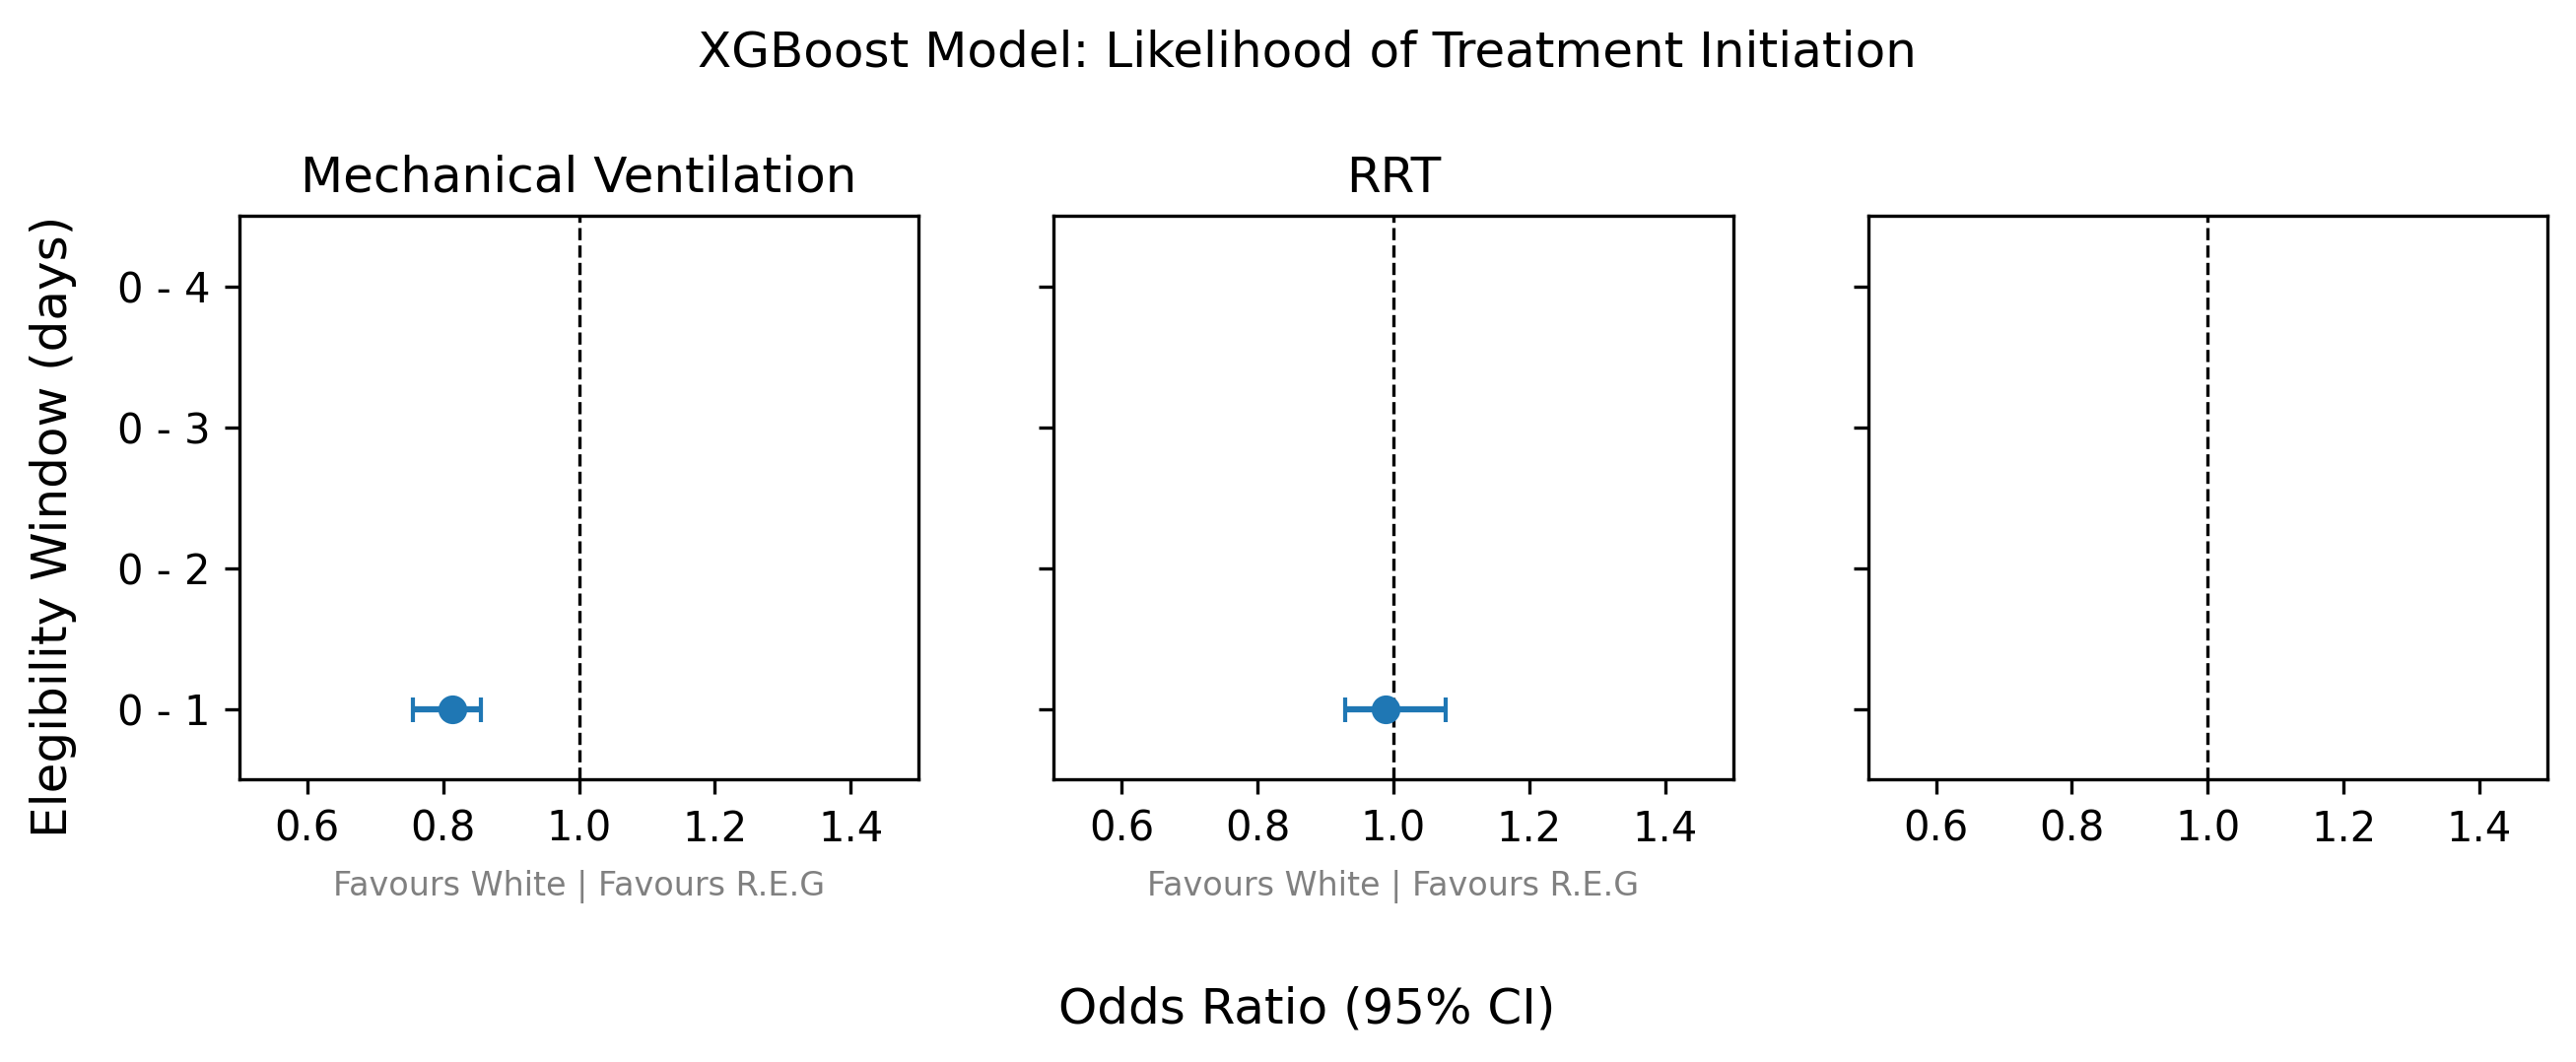 XGBoost Model: Likelihood of Treatment Initiation
Mechanical Ventilation
RRT
Elegibility Window (days)
0 - 4
0 - 3
0 - 2
0 - 1
0.6 0.8 1.0 1.2 1.4
0.6 0.8 1.0 1.2 1.4
0.6 0.8 1.0 1.2 1.4
Favours White | Favours R.E.G
Favours White | Favours R.E.G
Odds Ratio (95% CI)